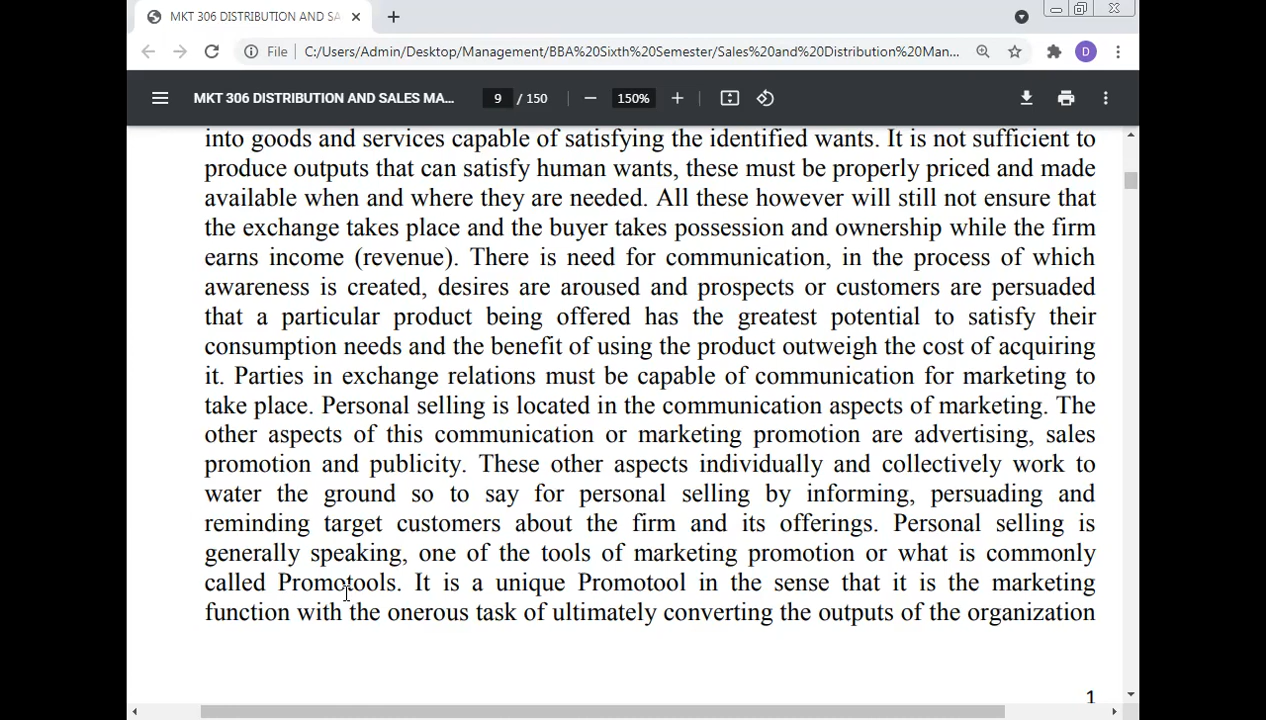 MKT 306 DISTRIBUTION AND SA
File C:/Users/Admin/Desktop/Management/BBA%20Sixth%20Semester/Sales%20and%20Distribution%20Man... D
MKT 306 DISTRIBUTION AND SALES MA... 9 / 150 150%
into goods and services capable of satisfying the identified wants. It is not sufficient to
produce outputs that can satisfy human wants, these must be properly priced and made
available when and where they are needed. All these however will still not ensure that
the exchange takes place and the buyer takes possession and ownership while the firm
earns income (revenue). There is need for communication, in the process of which
awareness is created, desires are aroused and prospects or customers are persuaded
that a particular product being offered has the greatest potential to satisfy their
consumption needs and the benefit of using the product outweigh the cost of acquiring
it. Parties in exchange relations must be capable of communication for marketing to
take place. Personal selling is located in the communication aspects of marketing. The
other aspects of this communication or marketing promotion are advertising, sales
promotion and publicity. These other aspects individually and collectively work to
water the ground so to say for personal selling by informing, persuading and
reminding target customers about the firm and its offerings. Personal selling is
generally speaking, one of the tools of marketing promotion or what is commonly
called Promotools. It is a unique Promotool in the sense that it is the marketing
function with the onerous task of ultimately converting the outputs of the organization
1